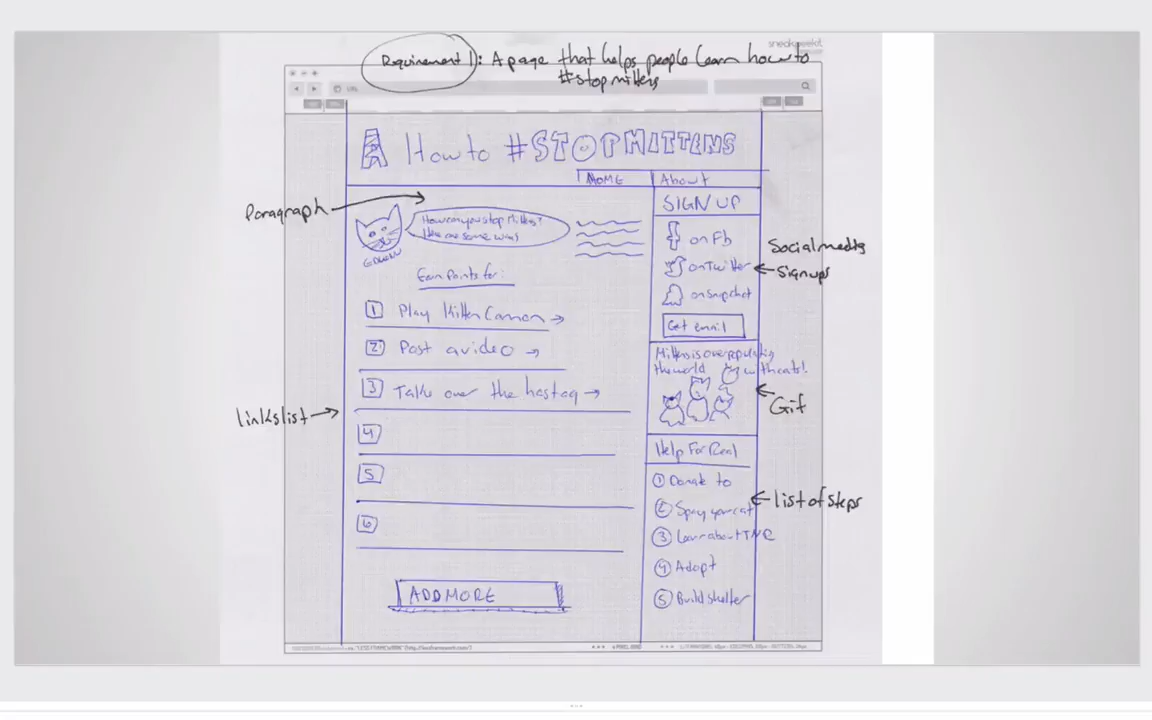 sneakpeekit
Requirement 1): A page that helps people learn how to
#stopmittens
URL
How to #STOPMITTENS
HOME
About
Paragraph
How can you stop Mittens?
Here are some ways
SIGN UP
on Fb
on Twitter
on Snapchat
Get email
Social media
Signups
Earn Points for:
1 Play Kitten Cannon →
2 Post a video →
3 Take over the hastag →
4
5
6
linkslist
Mittens is overpopulating
the world with cats!
Gif
Help For Real
1 Donate to
2 Spay your cat
3 Learn about TNR
4 Adopt
5 Build shelter
list of steps
ADD MORE